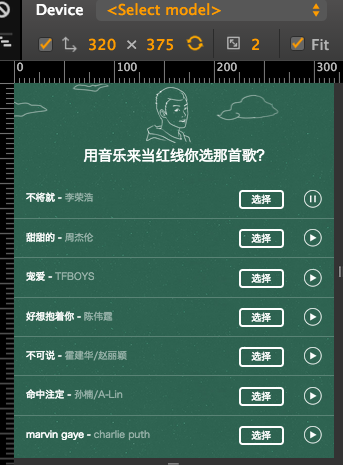 Device <Select model>
320 × 375 2 Fit
0 100 200 300
用音乐来当红线你选那首歌?
不将就 - 李荣浩 选择
甜甜的 - 周杰伦 选择
宠爱 - TFBOYS 选择
好想抱着你 - 陈伟霆 选择
不可说 - 霍建华/赵丽颖 选择
命中注定 - 孙楠/A-Lin 选择
marvin gaye - charlie puth 选择